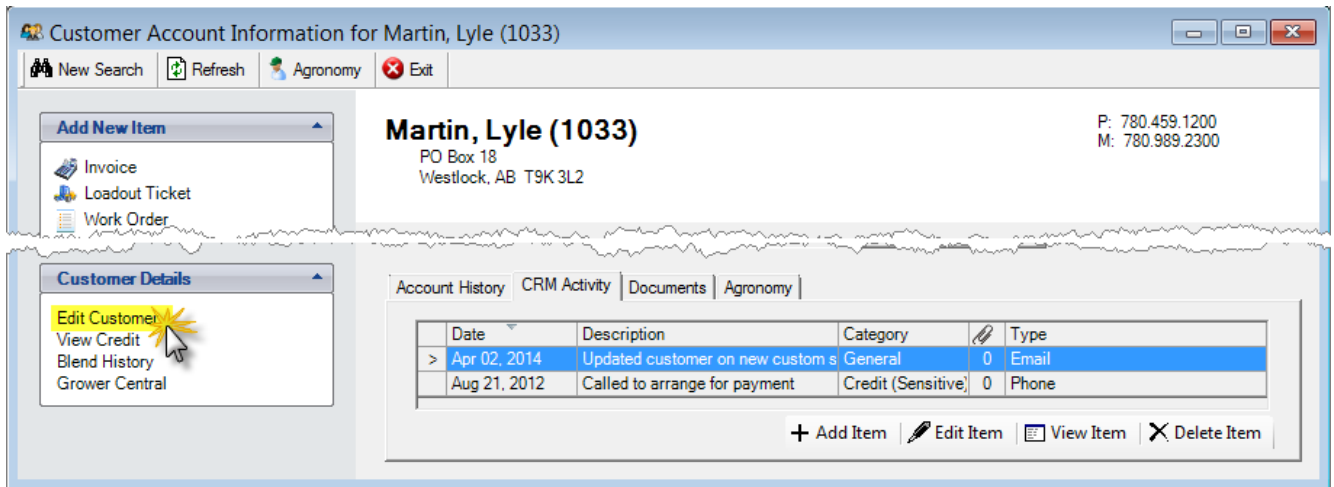 Customer Account Information for Martin, Lyle (1033)
New Search Refresh Agronomy Exit
Add New Item
Invoice
Loadout Ticket
Work Order
Martin, Lyle (1033)
PO Box 18
Westlock, AB T9K 3L2
P: 780.459.1200
M: 780.989.2300
Customer Details
Edit Customer
View Credit
Blend History
Grower Central
Account History CRM Activity Documents Agronomy
Date Description Category Type
> Apr 02, 2014 Updated customer on new custom s General 0 Email
Aug 21, 2012 Called to arrange for payment Credit (Sensitive) 0 Phone
+ Add Item Edit Item View Item Delete Item